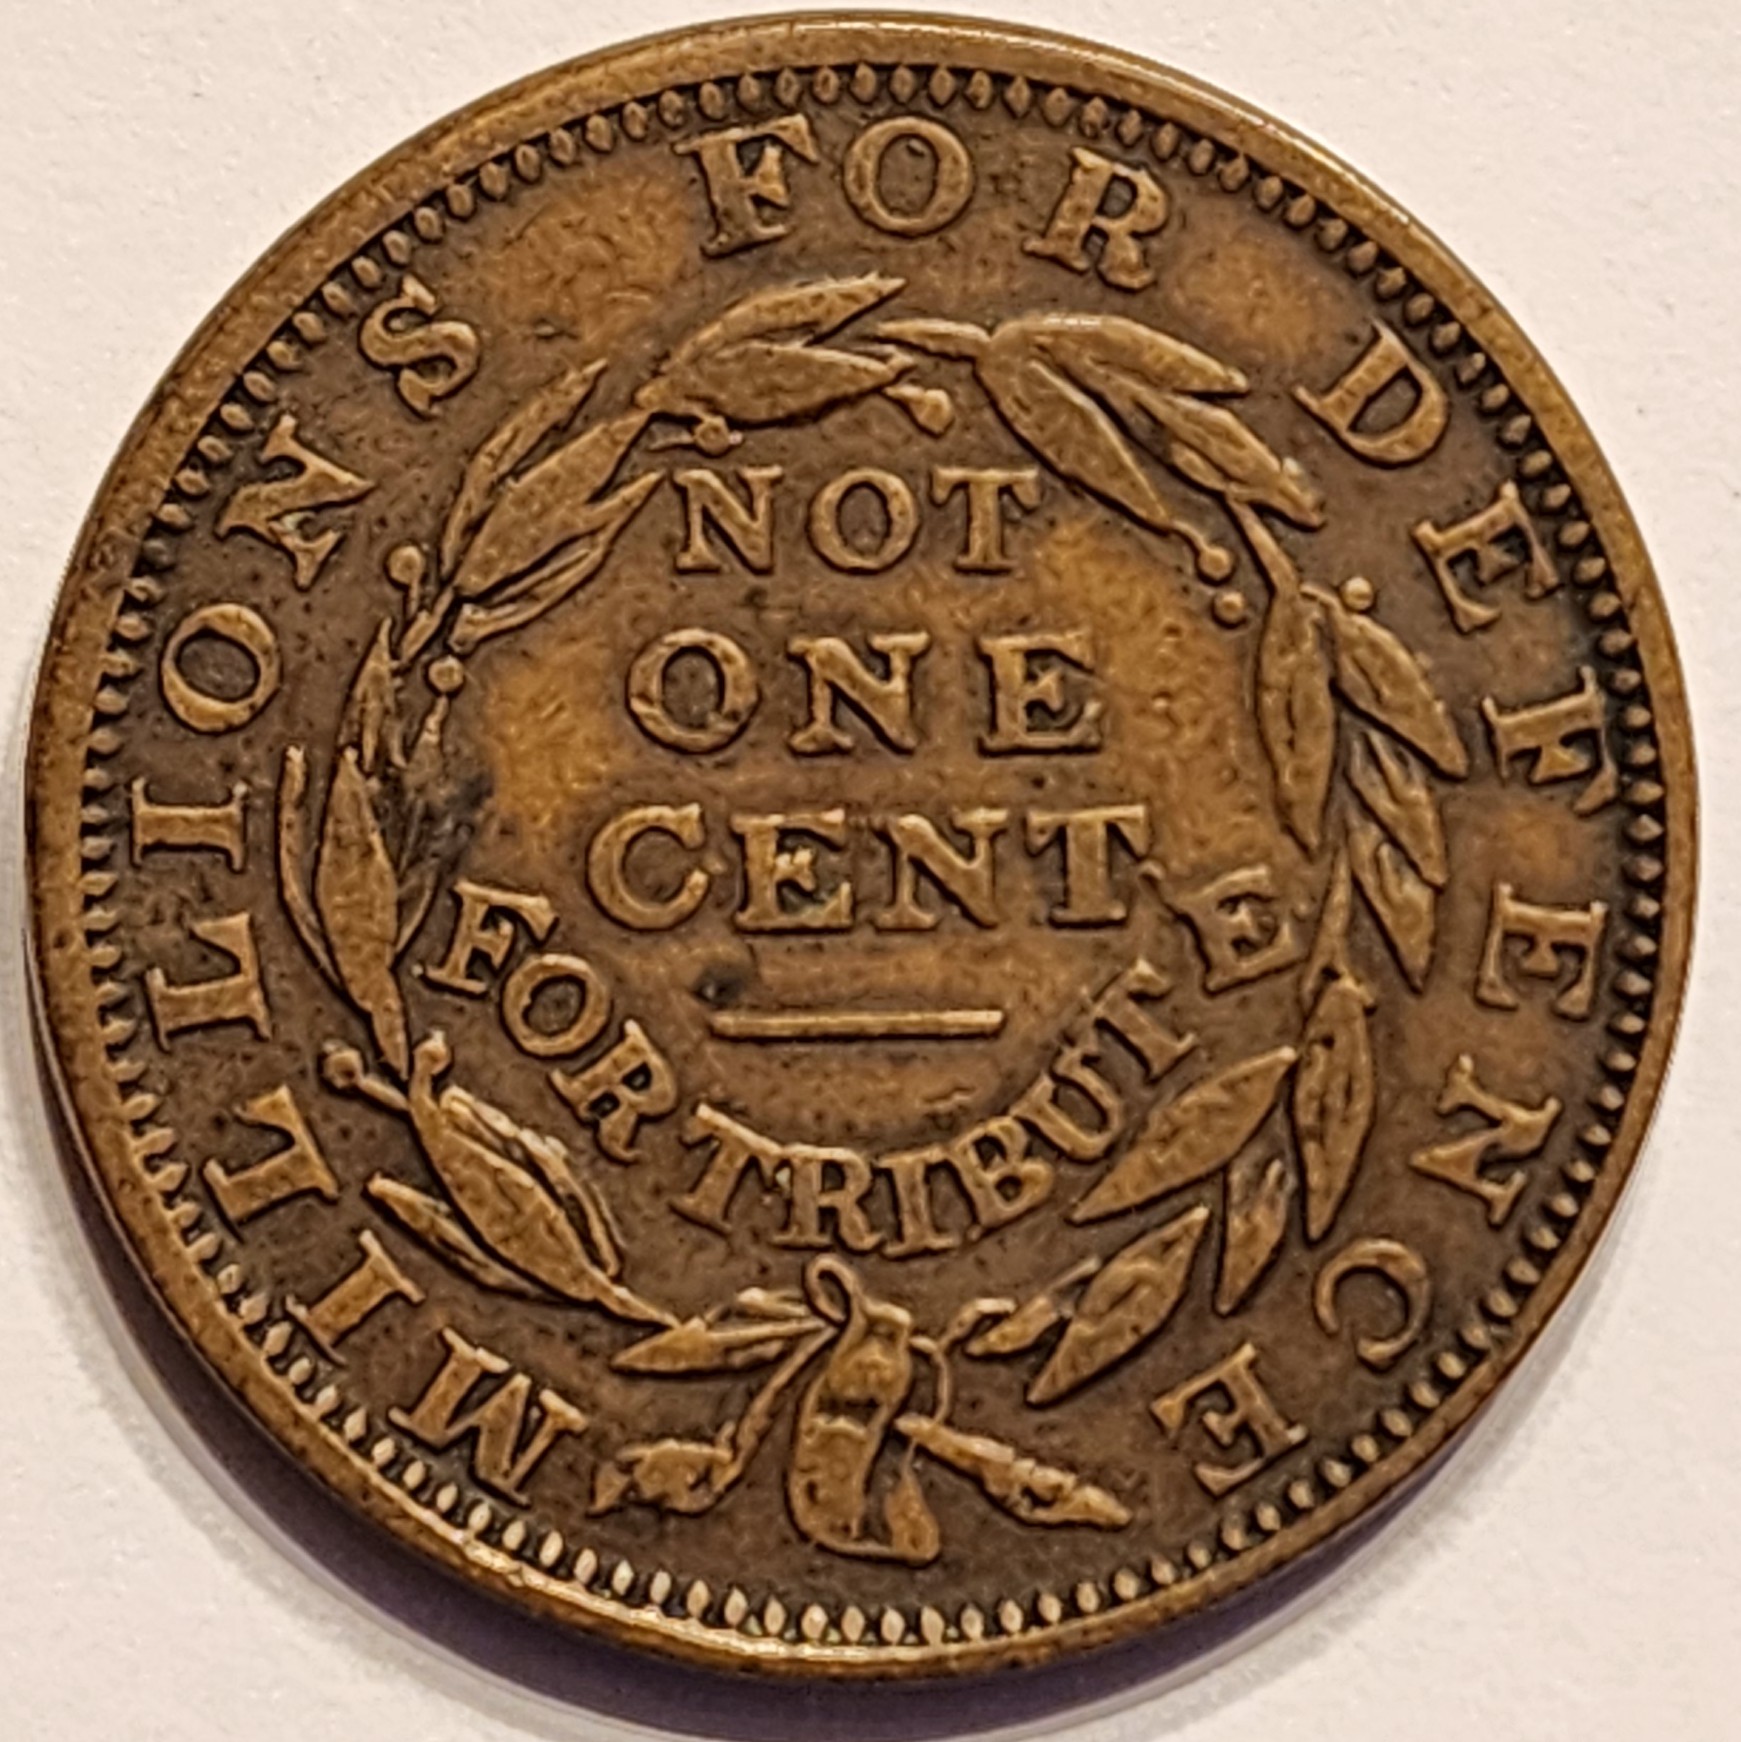 MILLIONS FOR DEFENCE
NOT
ONE
CENT
FOR TRIBUTE